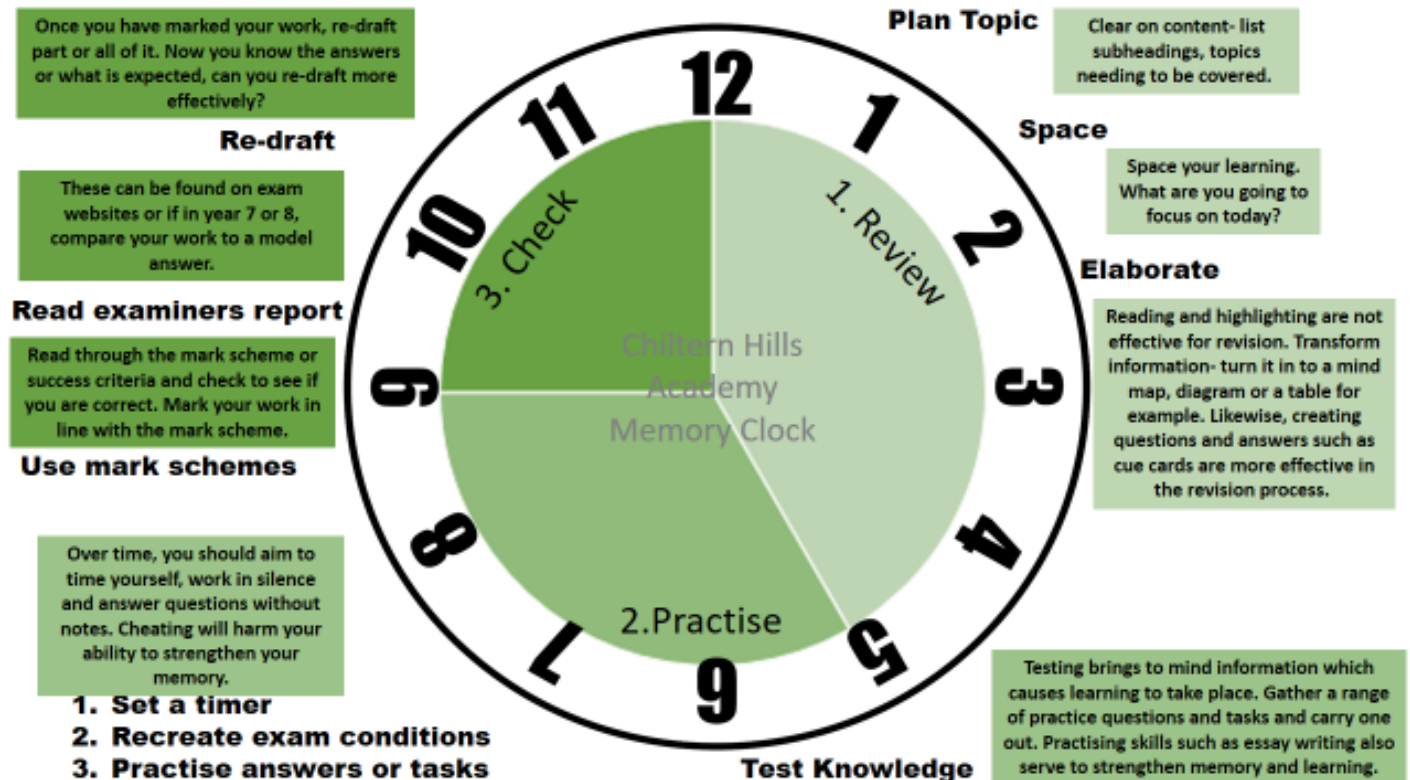 Plan Topic
Clear on content- list
subheadings, topics
needing to be covered.
Space
Space your learning.
What are you going to
focus on today?
Elaborate
Reading and highlighting are not
effective for revision. Transform
information- turn it in to a mind
map, diagram or a table for
example. Likewise, creating
questions and answers such as
cue cards are more effective in
the revision process.
Testing brings to mind information which
causes learning to take place. Gather a range
of practice questions and tasks and carry one
out. Practising skills such as essay writing also
serve to strengthen memory and learning.
Test Knowledge
Over time, you should aim to
time yourself, work in silence
and answer questions without
notes. Cheating will harm your
ability to strengthen your
memory.
1. Set a timer
2. Recreate exam conditions
3. Practise answers or tasks
Read through the mark scheme or
success criteria and check to see if
you are correct. Mark your work in
line with the mark scheme.
Use mark schemes
These can be found on exam
websites or if in year 7 or 8,
compare your work to a model
answer.
Read examiners report
Once you have marked your work, re-draft
part or all of it. Now you know the answers
or what is expected, can you re-draft more
effectively?
Re-draft
12
1
2
3
4
5
6
7
8
9
10
11
1. Review
2.Practise
3. Check
Chiltern Hills
Academy
Memory Clock